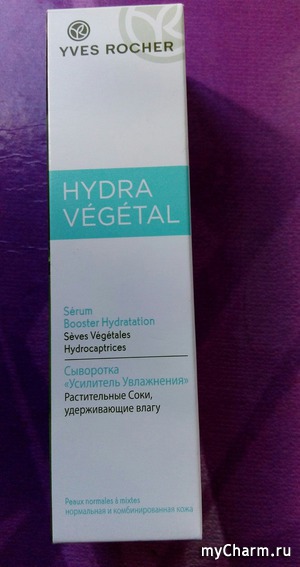 YVES ROCHER
HYDRA
VÉGÉTAL
Sérum
Booster Hydratation
Sèves Végétales
Hydrocaptrices
Сыворотка
«Усилитель Увлажнения»
Растительные Соки,
удерживающие влагу
Peaux normales à mixtes
нормальная и комбинированная кожа
myCharm.ru